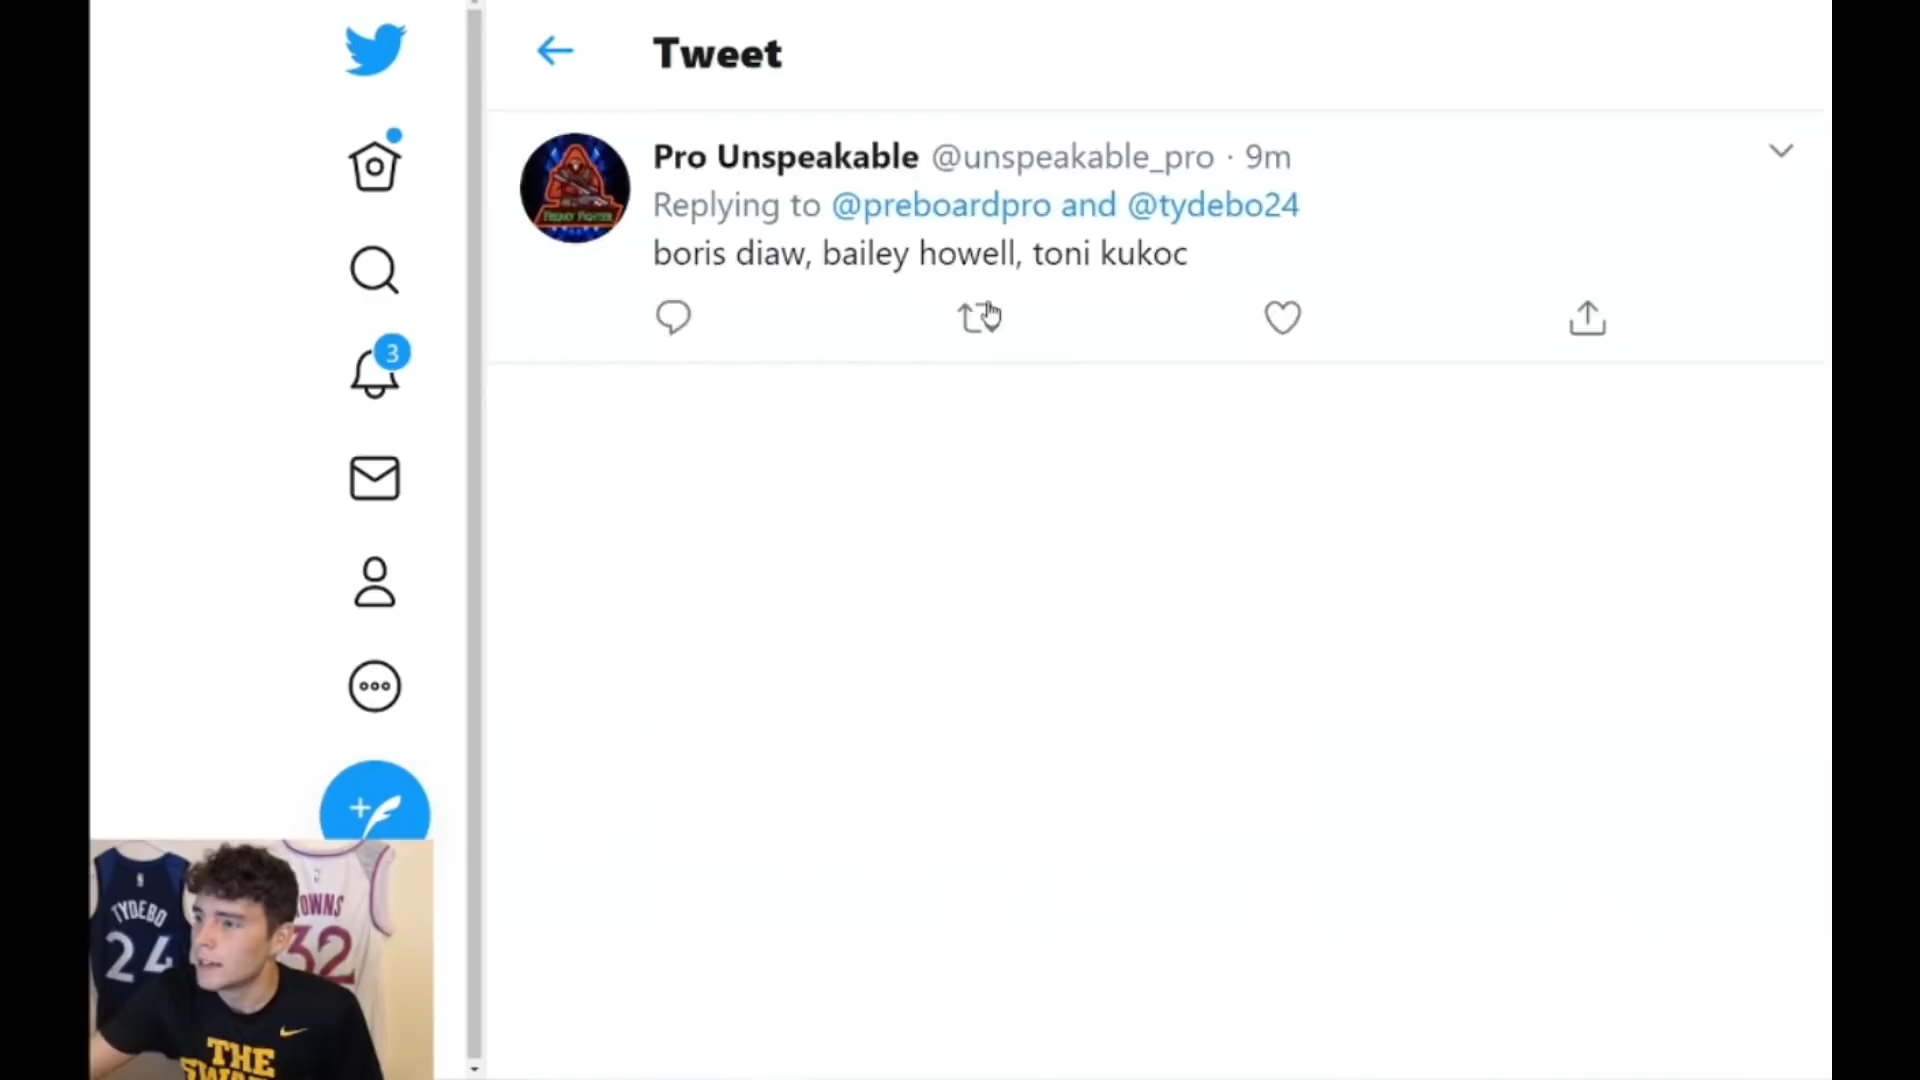 Tweet
Pro Unspeakable @unspeakable_pro · 9m
Replying to @preboardpro and @tydebo24
boris diaw, bailey howell, toni kukoc
3
TYDEBO
24
TOWNS
32
THE